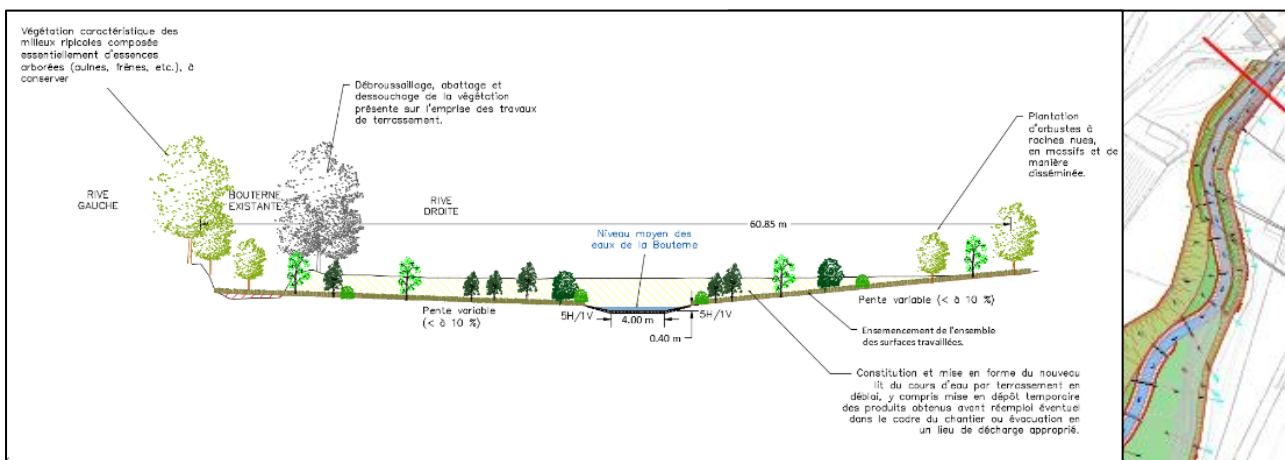 Végétation caractéristique des
milieux ripicoles composée
essentiellement d'essences
arborées (aulnes, frênes, etc.), à
conserver
Débroussaillage, abattage et
dessouchage de la végétation
présente sur l'emprise des travaux
de terrassement.
Plantation
d'arbustes à
racines nues,
en massifs et de
manière
disséminée.
RIVE
GAUCHE
BOUTERNE
EXISTANTE
RIVE
DROITE
60.85 m
Niveau moyen des
eaux de la Bouterne
Pente variable
(< à 10 %)
5H/1V
4.00 m
5H/1V
0.40 m
Pente variable (< à 10 %)
Ensemencement de l'ensemble
des surfaces travaillées.
Constitution et mise en forme du nouveau
lit du cours d'eau par terrassement en
déblai, y compris mise en dépôt temporaire
des produits obtenus avant réemploi éventuel
dans le cadre du chantier ou évacuation en
un lieu de décharge approprié.